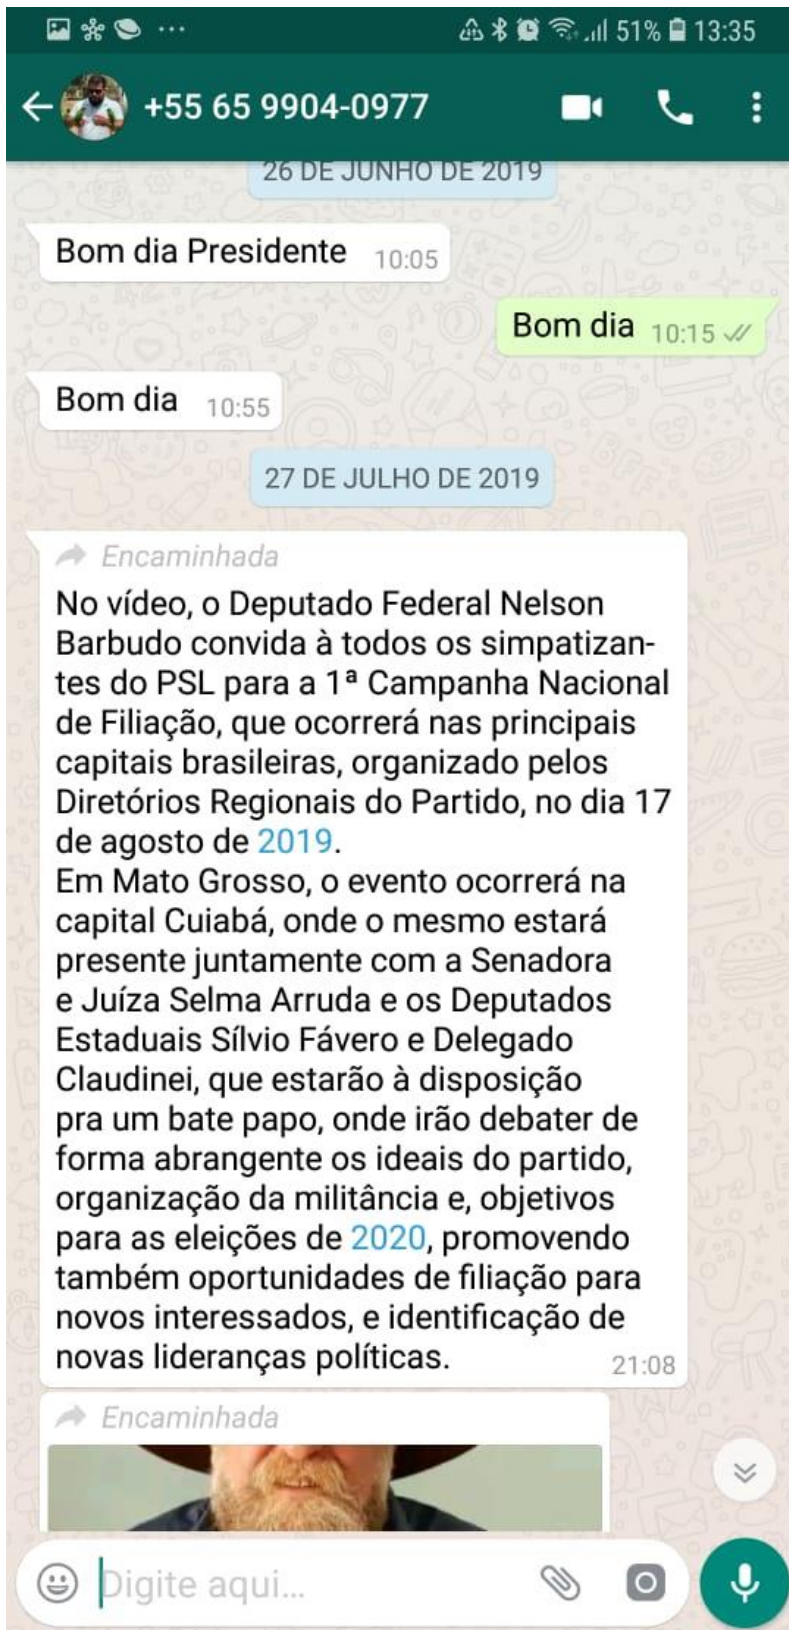 51% 13:35
+55 65 9904-0977
26 DE JUNHO DE 2019
Bom dia Presidente 10:05
Bom dia 10:15
Bom dia 10:55
27 DE JULHO DE 2019
Encaminhada
No vídeo, o Deputado Federal Nelson
Barbudo convida à todos os simpatizan-
tes do PSL para a 1ª Campanha Nacional
de Filiação, que ocorrerá nas principais
capitais brasileiras, organizado pelos
Diretórios Regionais do Partido, no dia 17
de agosto de 2019.
Em Mato Grosso, o evento ocorrerá na
capital Cuiabá, onde o mesmo estará
presente juntamente com a Senadora
e Juíza Selma Arruda e os Deputados
Estaduais Sílvio Fávero e Delegado
Claudinei, que estarão à disposição
pra um bate papo, onde irão debater de
forma abrangente os ideais do partido,
organização da militância e, objetivos
para as eleições de 2020, promovendo
também oportunidades de filiação para
novos interessados, e identificação de
novas lideranças políticas. 21:08
Encaminhada
Digite aqui...